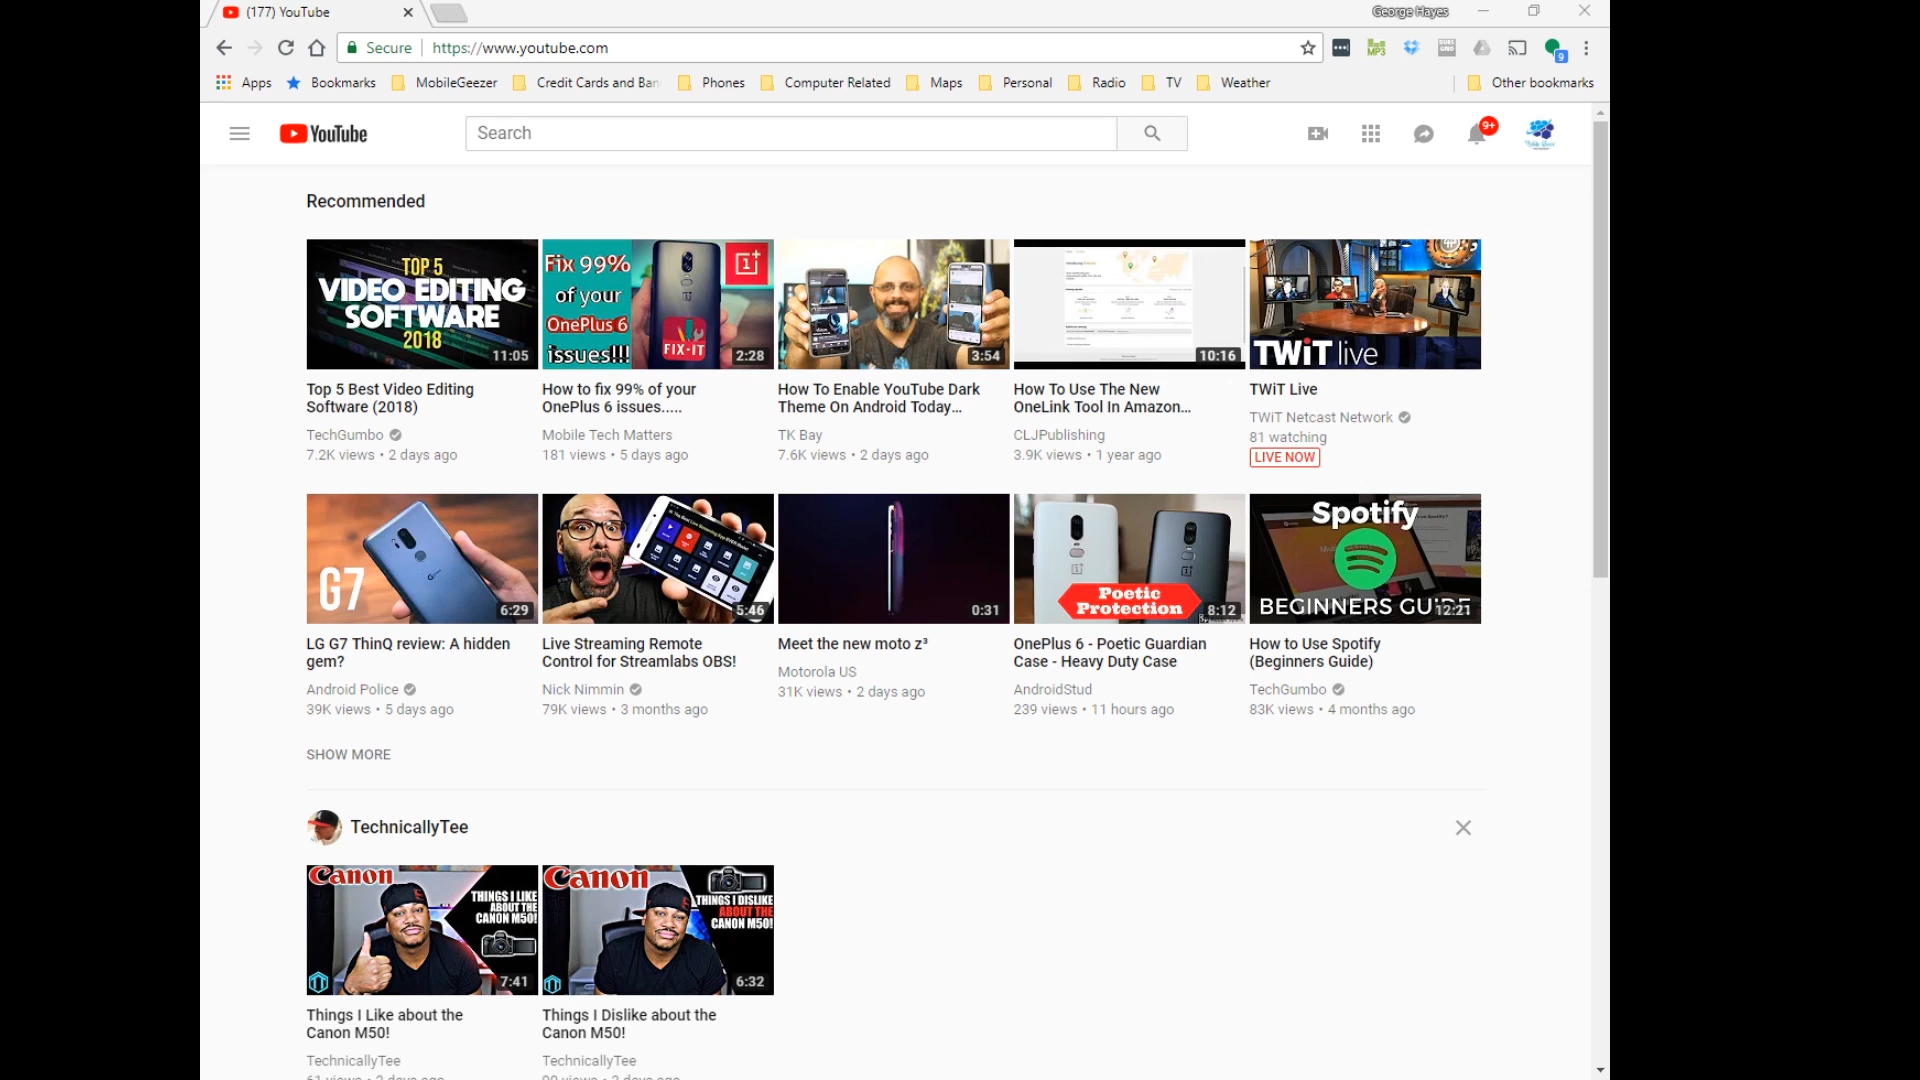 (177) YouTube
George Hayes
Secure
https://www.youtube.com
MP3
9
Apps
Bookmarks
MobileGeezer
Credit Cards and Ban
Phones
Computer Related
Maps
Personal
Radio
TV
Weather
Other bookmarks
YouTube
Search
9+
Recommended
TOP 5
VIDEO EDITING
SOFTWARE
2018
11:05
Fix 99%
of your
OnePlus 6
issues!!!
FIX-IT
2:28
3:54
10:16
TWiT live
Top 5 Best Video Editing
Software (2018)
TechGumbo
7.2K views • 2 days ago
How to fix 99% of your
OnePlus 6 issues.....
Mobile Tech Matters
181 views • 5 days ago
How To Enable YouTube Dark
Theme On Android Today...
TK Bay
7.6K views • 2 days ago
How To Use The New
OneLink Tool In Amazon...
CLJPublishing
3.9K views • 1 year ago
TWiT Live
TWiT Netcast Network
81 watching
LIVE NOW
G7
6:29
5:46
0:31
Poetic
Protection
8:12
Spotify
BEGINNERS GUIDE
12:21
LG G7 ThinQ review: A hidden
gem?
Android Police
39K views • 5 days ago
Live Streaming Remote
Control for Streamlabs OBS!
Nick Nimmin
79K views • 3 months ago
Meet the new moto z³
Motorola US
31K views • 2 days ago
OnePlus 6 - Poetic Guardian
Case - Heavy Duty Case
AndroidStud
239 views • 11 hours ago
How to Use Spotify
(Beginners Guide)
TechGumbo
83K views • 4 months ago
SHOW MORE
TechnicallyTee
Canon
THINGS I LIKE
ABOUT THE
CANON M50!
7:41
Canon
THINGS I DISLIKE
ABOUT THE
CANON M50!
6:32
Things I Like about the
Canon M50!
TechnicallyTee
Things I Dislike about the
Canon M50!
TechnicallyTee